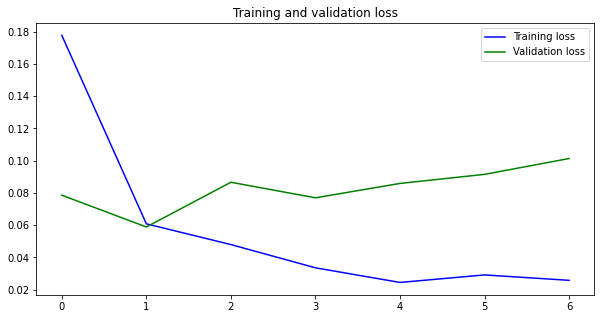 Training and validation loss
Training loss
Validation loss
0.18
0.16
0.14
0.12
0.10
0.08
0.06
0.04
0.02
0 1 2 3 4 5 6